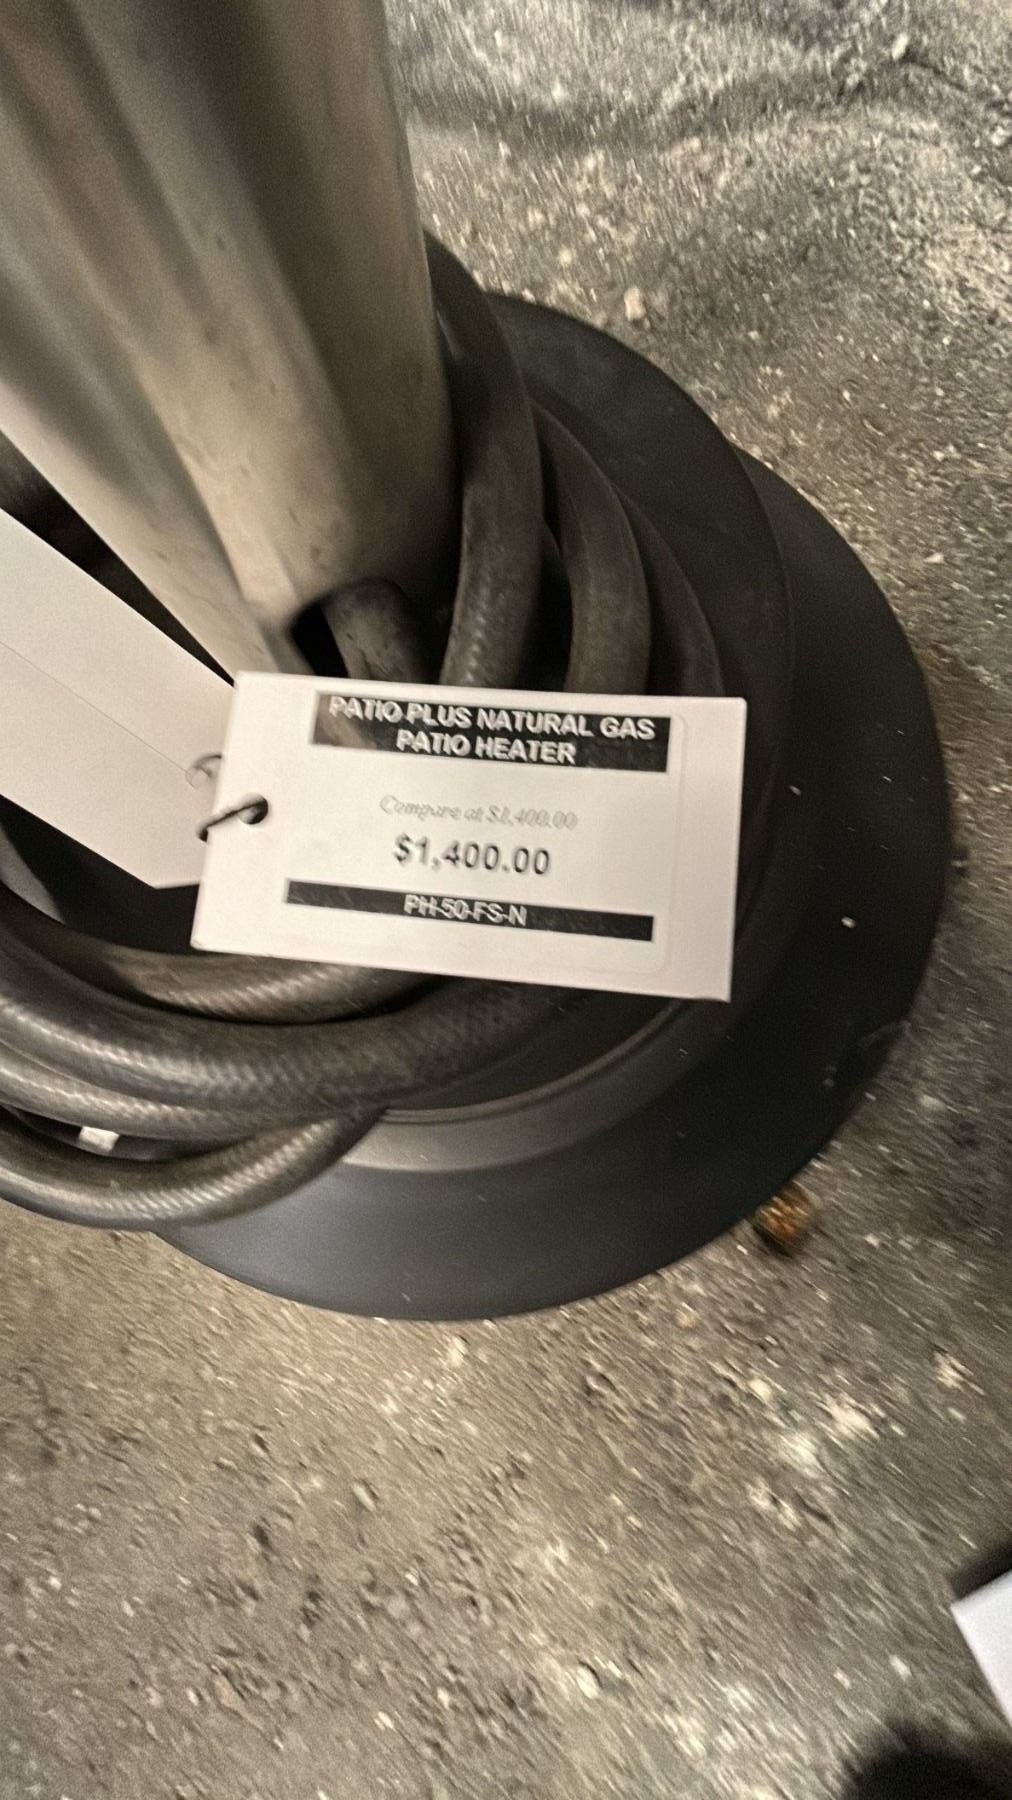 PATIO PLUS NATURAL GAS
PATIO HEATER
Compare at $1,400.00
$1,400.00
PH-50-FS-N